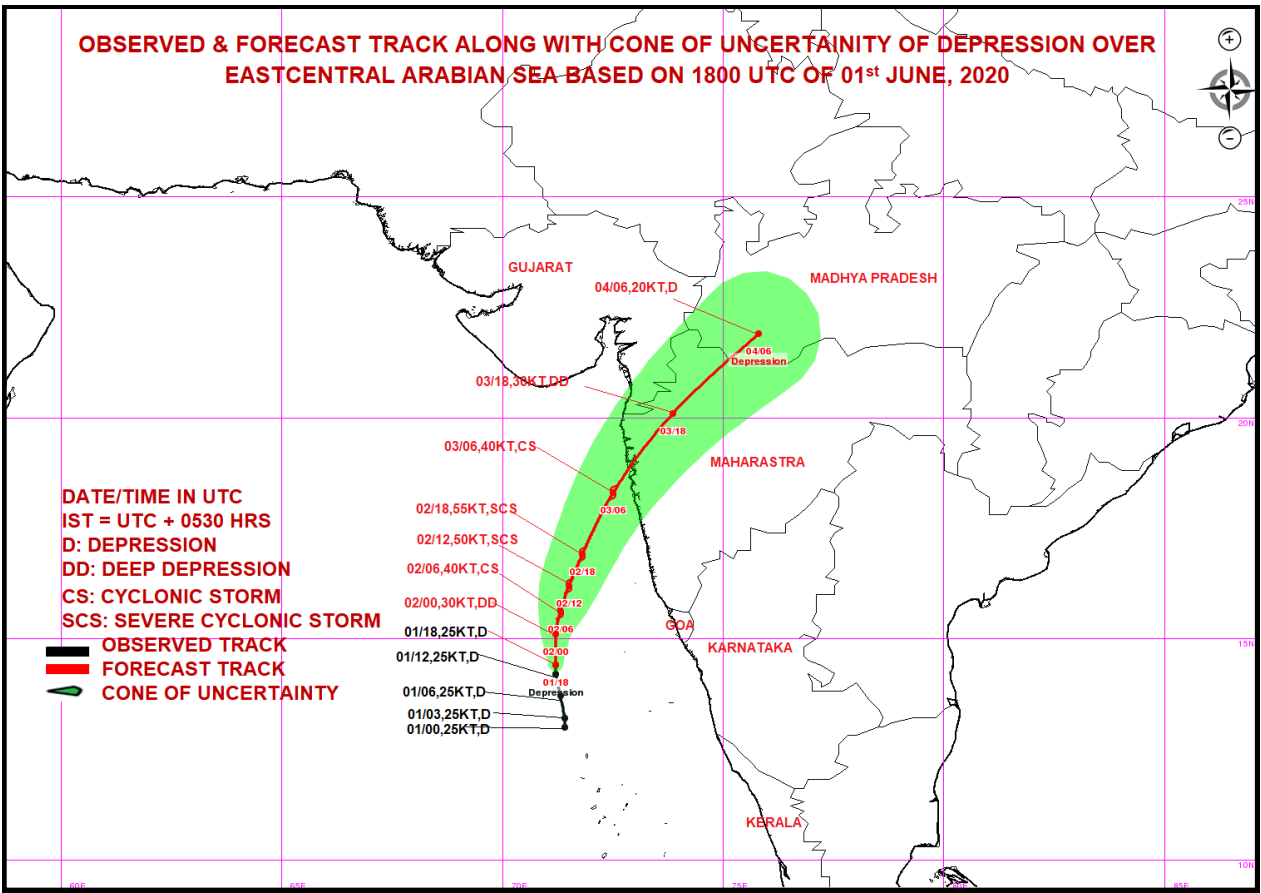 OBSERVED & FORECAST TRACK ALONG WITH CONE OF UNCERTAINITY OF DEPRESSION OVER
EASTCENTRAL ARABIAN SEA BASED ON 1800 UTC OF 01st JUNE, 2020
25N
GUJARAT
MADHYA PRADESH
04/06,20KT,D
04/06
Depression
03/18,30KT,DD
20N
03/18
03/06,40KT,CS
MAHARASTRA
DATE/TIME IN UTC
IST = UTC + 0530 HRS
D: DEPRESSION
DD: DEEP DEPRESSION
CS: CYCLONIC STORM
SCS: SEVERE CYCLONIC STORM
OBSERVED TRACK
FORECAST TRACK
CONE OF UNCERTAINTY
03/06
02/18,55KT,SCS
02/12,50KT,SCS
02/18
02/06,40KT,CS
02/12
02/00,30KT,DD
02/06
01/18,25KT,D
02/00
01/12,25KT,D
01/18
Depression
01/06,25KT,D
01/03,25KT,D
01/00,25KT,D
GOA
15N
KARNATAKA
KERALA
10N
60E
65E
70E
75E
80E
85E